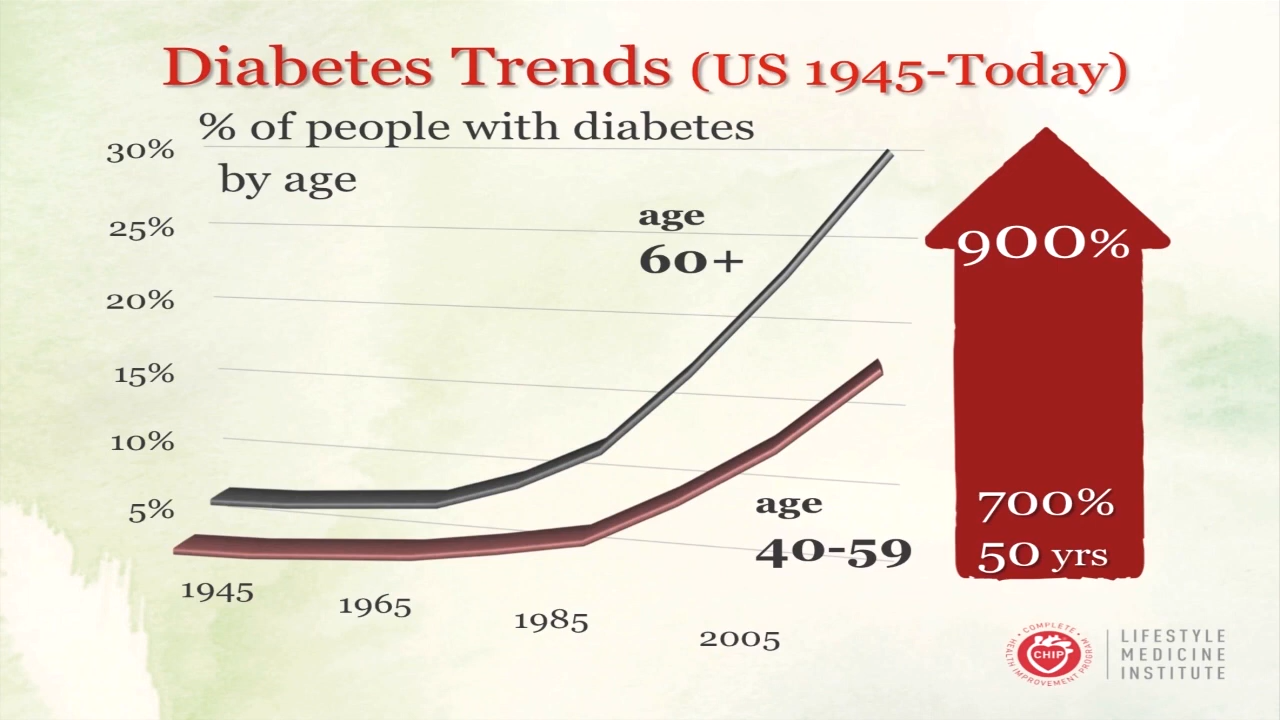 Diabetes Trends (US 1945-Today)
% of people with diabetes
by age
30%
25%
20%
15%
10%
5%
age
60+
age
40-59
1945
1965
1985
2005
900%
700%
50 yrs
COMPLETE
HEALTH IMPROVEMENT PROGRAM
CHIP
LIFESTYLE
MEDICINE
INSTITUTE